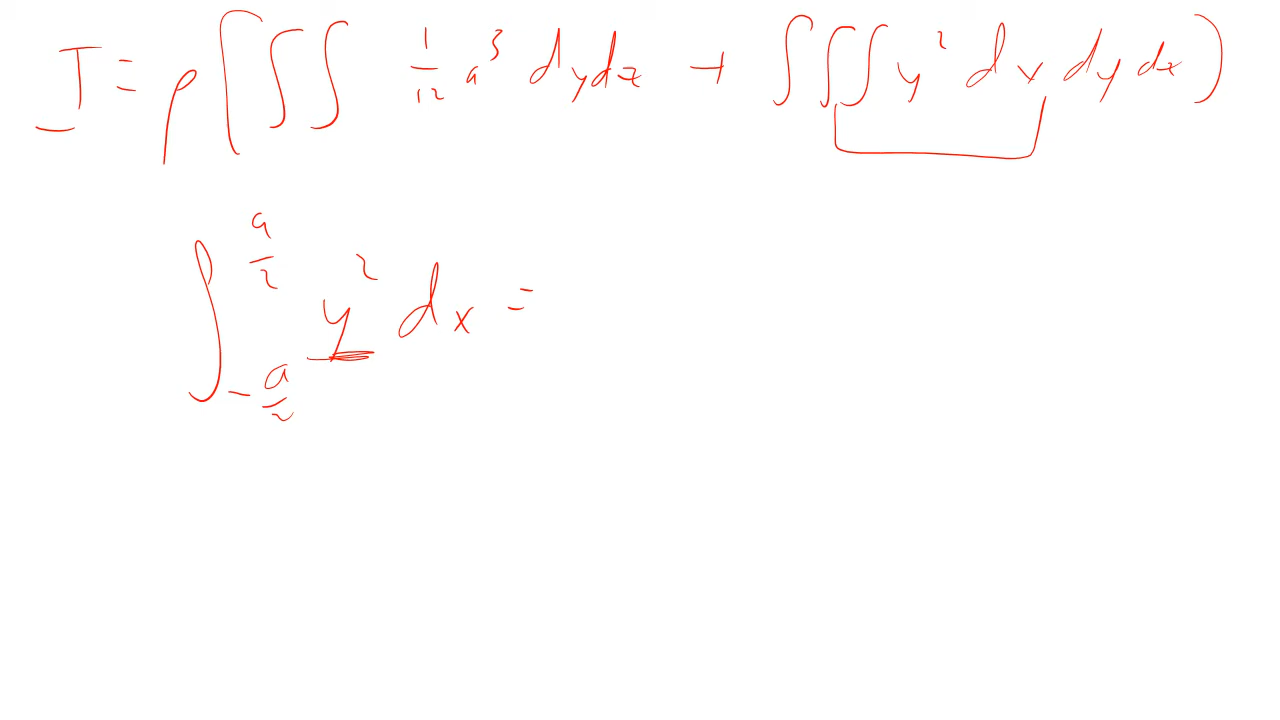 I = ρ ( ∫∫∫ 1/12 a³ dy dz + ∫∫∫ y² dx dy dz )
∫_{-a/2}^{a/2} y² dx =